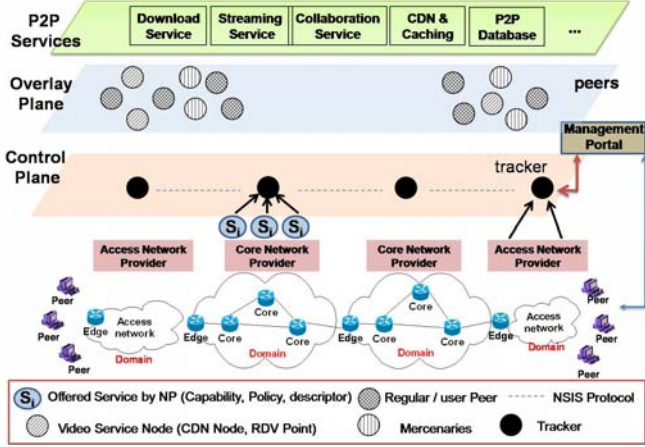 P2P Services
Download Service
Streaming Service
Collaboration Service
CDN & Caching
P2P Database
...
Overlay Plane
peers
Management Portal
Control Plane
tracker
Si Si Si
Access Network Provider
Core Network Provider
Core Network Provider
Access Network Provider
Peer
Peer
Peer
Edge
Access network
Domain
Edge
Core
Core
Core
Domain
Edge
Core
Core
Core
Domain
Edge
Access network
Domain
Peer
Peer
Peer
Si Offered Service by NP (Capability, Policy, descriptor)
Regular / user Peer
NSIS Protocol
Video Service Node (CDN Node, RDV Point)
Mercenaries
Tracker